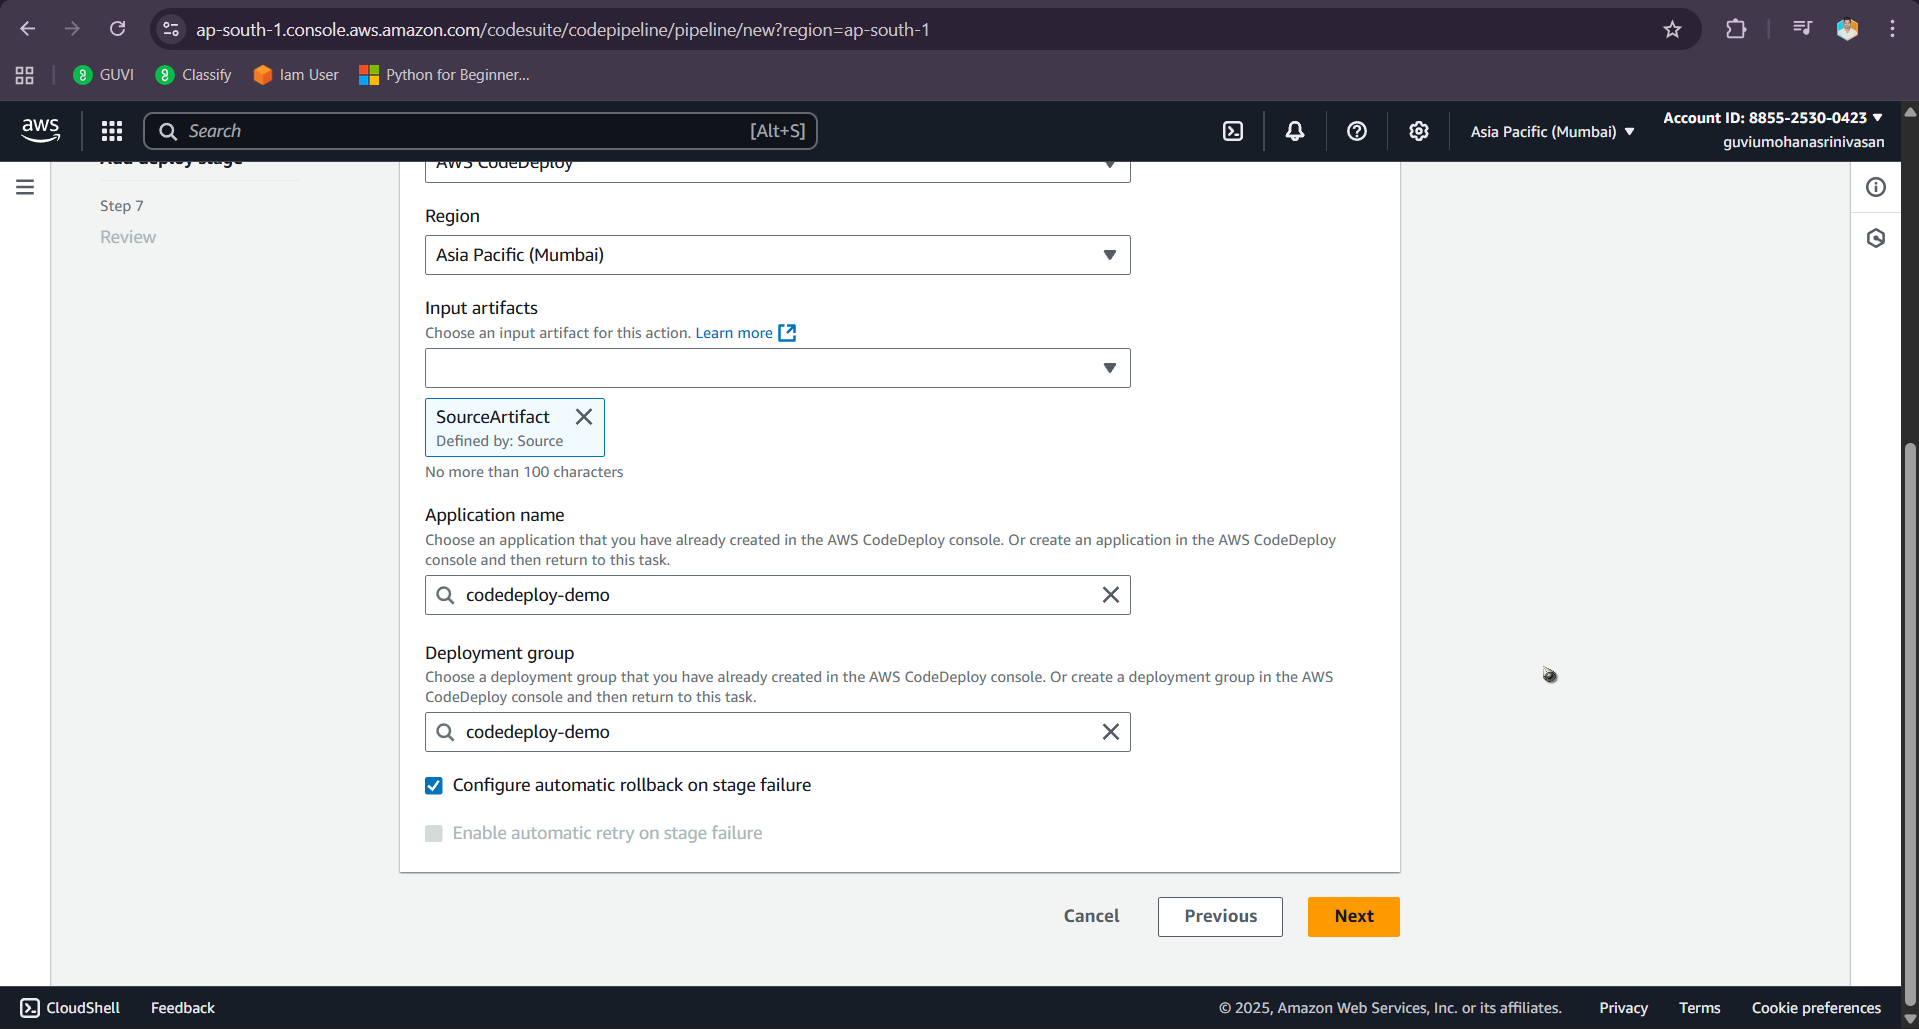 ap-south-1.console.aws.amazon.com/codesuite/codepipeline/pipeline/new?region=ap-south-1
GUVI
Classify
Iam User
Python for Beginner...
aws
Search
[Alt+S]
Asia Pacific (Mumbai)
Account ID: 8855-2530-0423
guviumohanasrinivasan
Add deploy stage
Step 7
Review
AWS CodeDeploy
Region
Asia Pacific (Mumbai)
Input artifacts
Choose an input artifact for this action. Learn more
SourceArtifact
Defined by: Source
No more than 100 characters
Application name
Choose an application that you have already created in the AWS CodeDeploy console. Or create an application in the AWS CodeDeploy
console and then return to this task.
codedeploy-demo
Deployment group
Choose a deployment group that you have already created in the AWS CodeDeploy console. Or create a deployment group in the AWS
CodeDeploy console and then return to this task.
codedeploy-demo
Configure automatic rollback on stage failure
Enable automatic retry on stage failure
Cancel
Previous
Next
CloudShell
Feedback
© 2025, Amazon Web Services, Inc. or its affiliates.
Privacy
Terms
Cookie preferences